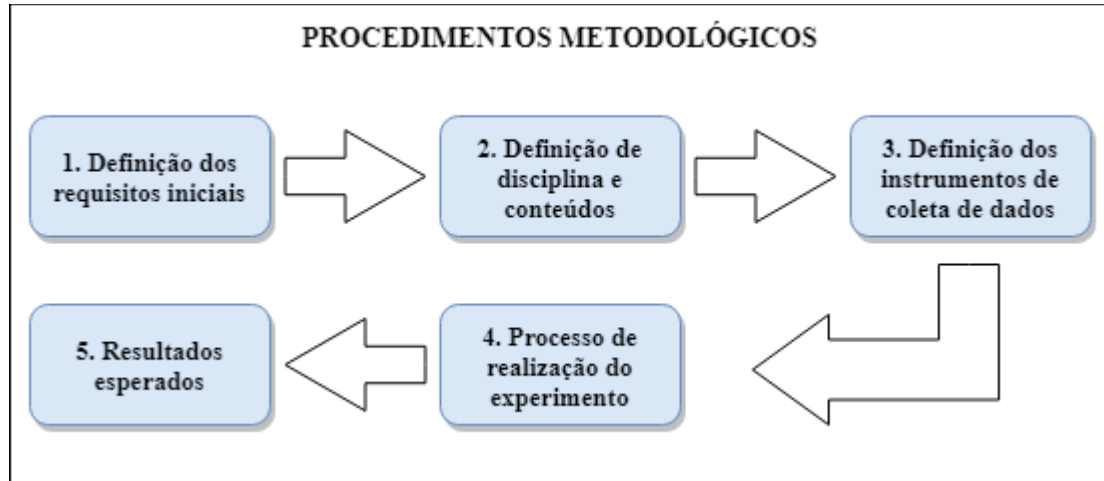 PROCEDIMENTOS METODOLÓGICOS
1. Definição dos
requisitos iniciais
2. Definição de
disciplina e
conteúdos
3. Definição dos
instrumentos de
coleta de dados
4. Processo de
realização do
experimento
5. Resultados
esperados